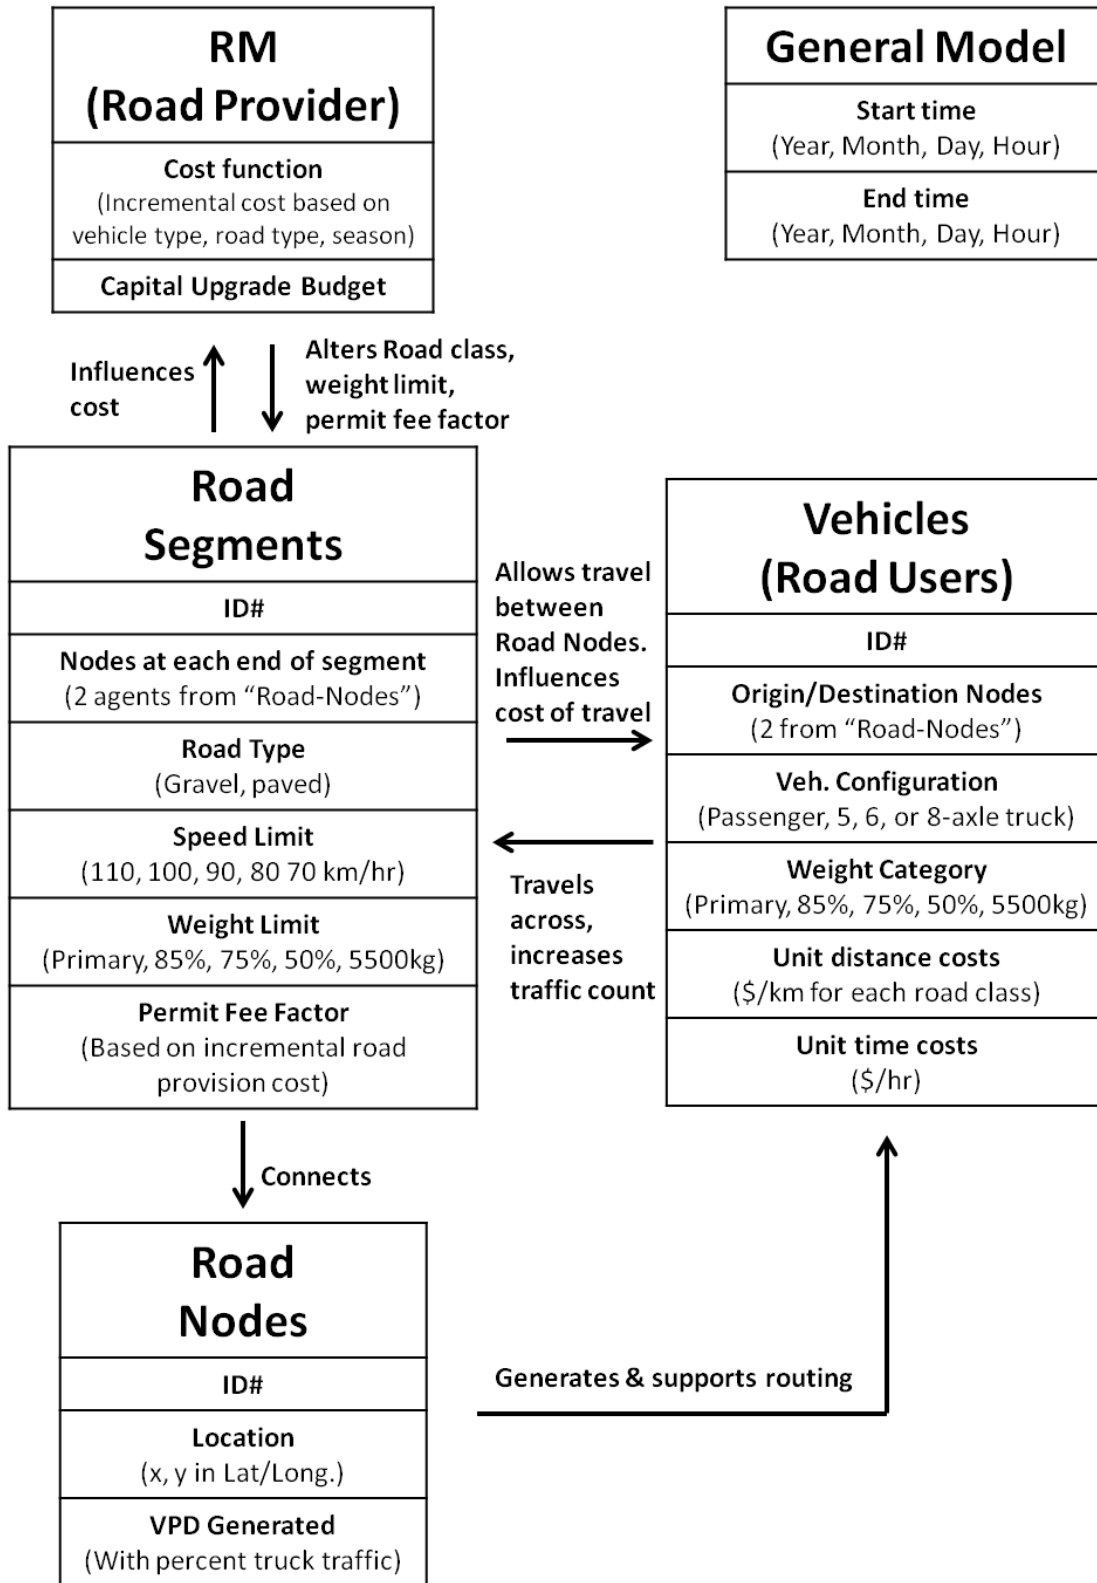 RM
(Road Provider)
Cost function
(Incremental cost based on
vehicle type, road type, season)
Capital Upgrade Budget
General Model
Start time
(Year, Month, Day, Hour)
End time
(Year, Month, Day, Hour)
Influences
cost
Alters Road class,
weight limit,
permit fee factor
Road
Segments
ID#
Nodes at each end of segment
(2 agents from “Road-Nodes”)
Road Type
(Gravel, paved)
Speed Limit
(110, 100, 90, 80 70 km/hr)
Weight Limit
(Primary, 85%, 75%, 50%, 5500kg)
Permit Fee Factor
(Based on incremental road
provision cost)
Allows travel
between
Road Nodes.
Influences
cost of travel
Travels
across,
increases
traffic count
Vehicles
(Road Users)
ID#
Origin/Destination Nodes
(2 from “Road-Nodes”)
Veh. Configuration
(Passenger, 5, 6, or 8-axle truck)
Weight Category
(Primary, 85%, 75%, 50%, 5500kg)
Unit distance costs
($/km for each road class)
Unit time costs
($/hr)
Connects
Road
Nodes
ID#
Location
(x, y in Lat/Long.)
VPD Generated
(With percent truck traffic)
Generates & supports routing